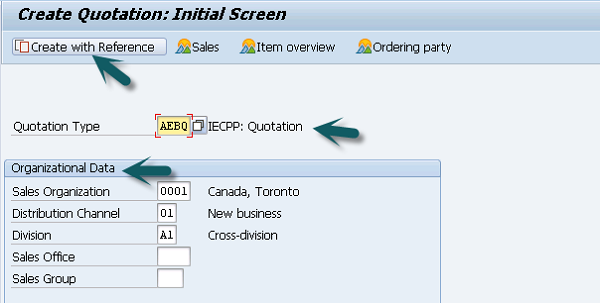 Create Quotation: Initial Screen
Create with Reference Sales Item overview Ordering party
Quotation Type AEBQ IECPP: Quotation
Organizational Data
Sales Organization 0001 Canada, Toronto
Distribution Channel 01 New business
Division A1 Cross-division
Sales Office
Sales Group